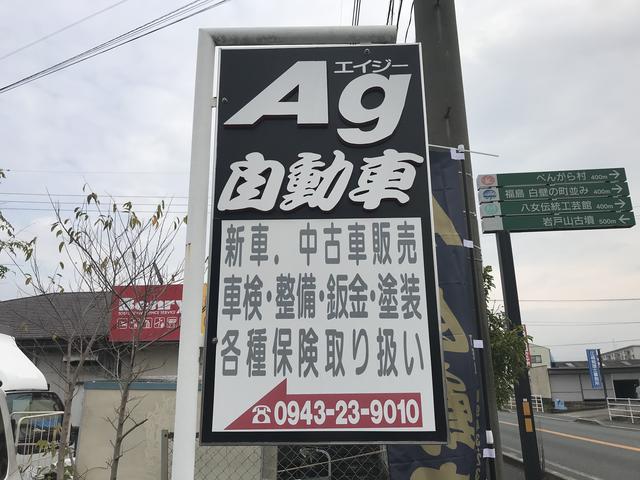 エイジー
Ag
自動車
新車．中古車販売
車検・整備・鈑金・塗装
各種保険取り扱い
☎0943-23-9010
べんがら村 400m→
福島 白壁の町並み 400m→
八女伝統工芸館 400m→
岩戸山古墳 500m←
Benry